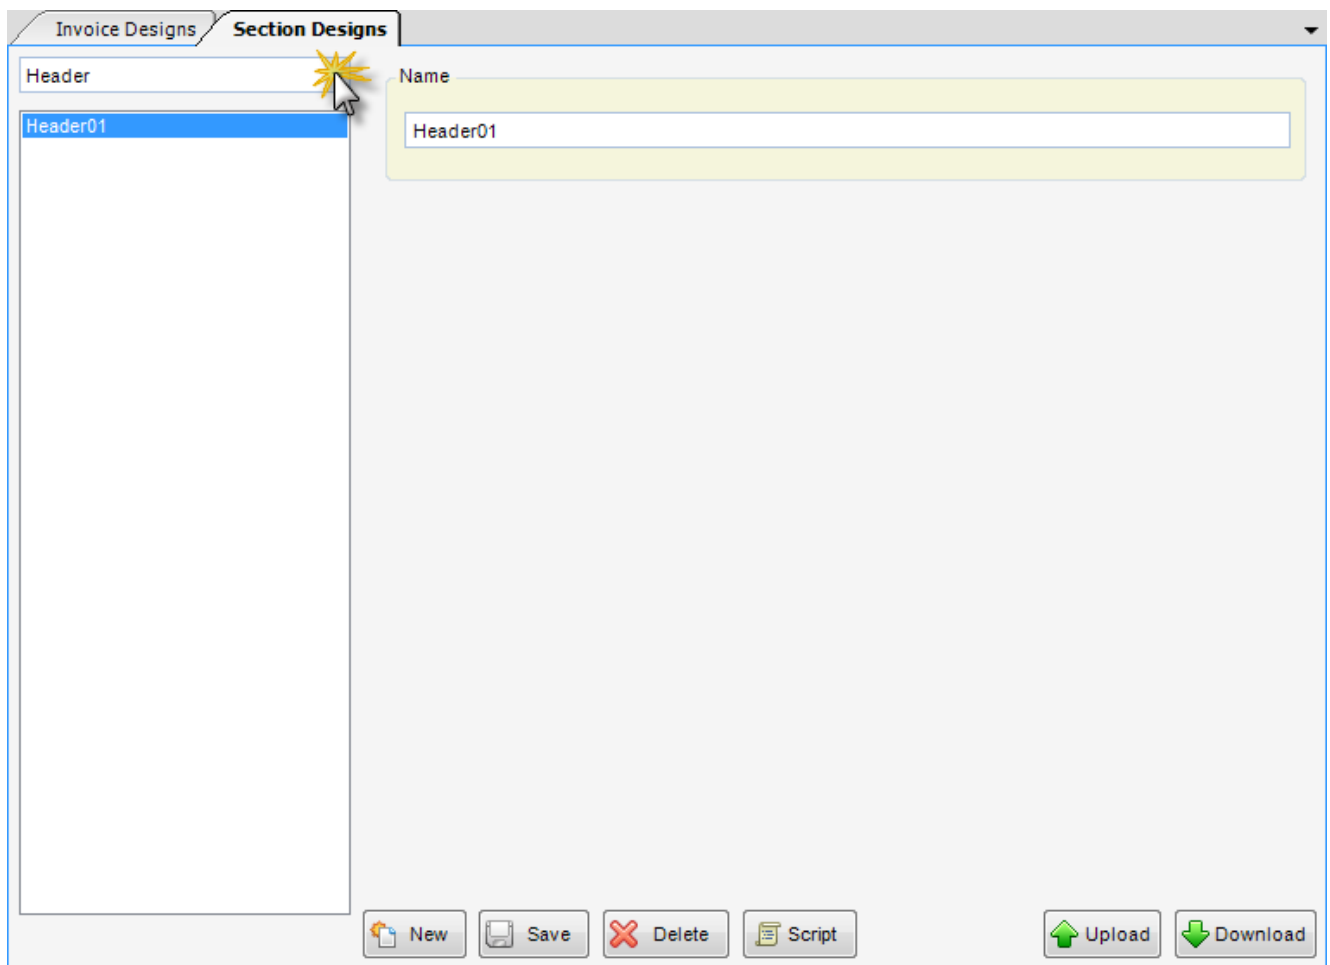 Invoice Designs
Section Designs
Header
Name
Header01
Header01
New
Save
Delete
Script
Upload
Download